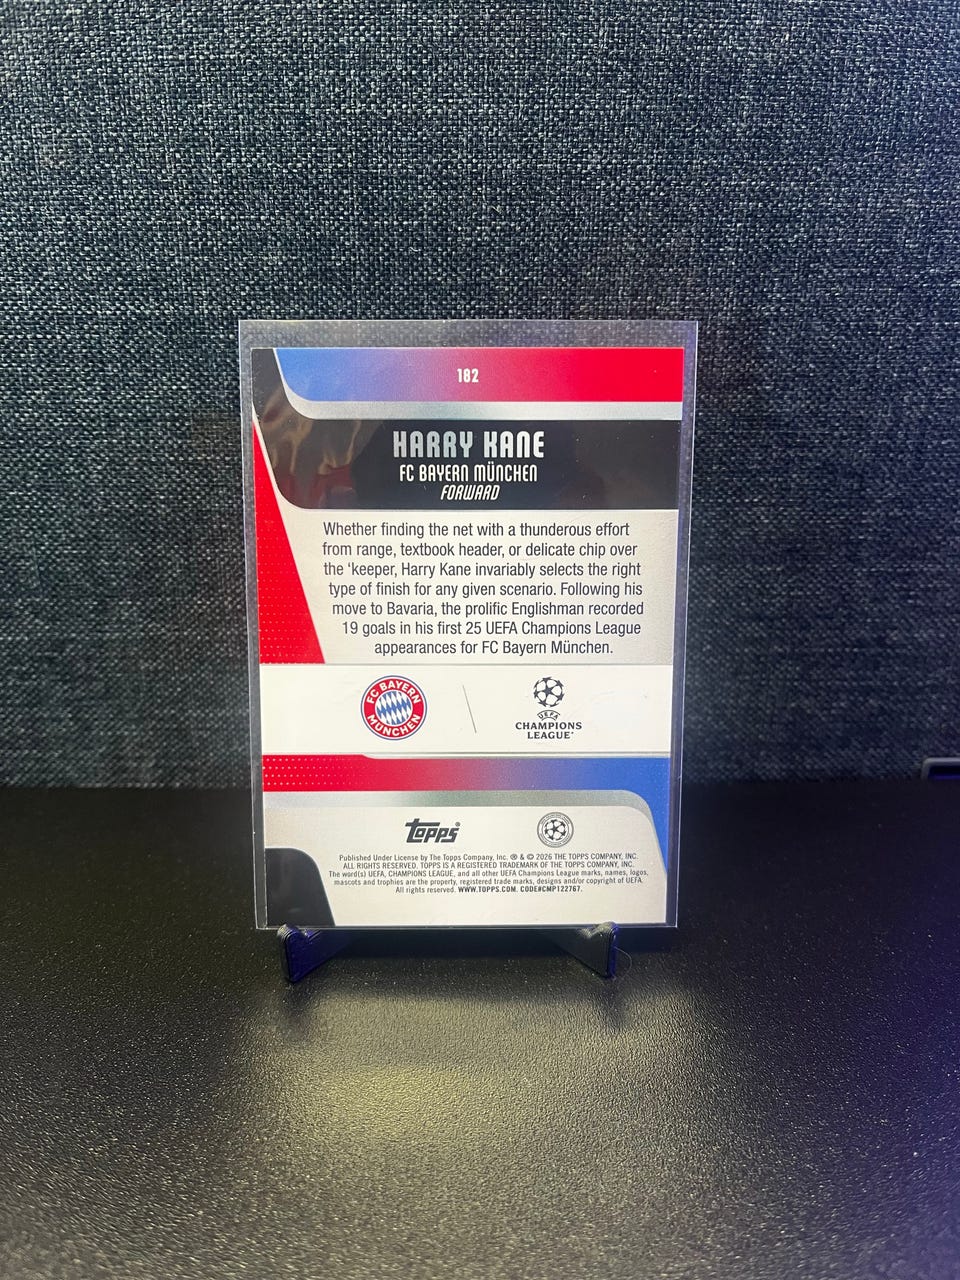 182
HARRY KANE
FC BAYERN MÜNCHEN
FORWARD
Whether finding the net with a thunderous effort
from range, textbook header, or delicate chip over
the ‘keeper, Harry Kane invariably selects the right
type of finish for any given scenario. Following his
move to Bavaria, the prolific Englishman recorded
19 goals in his first 25 UEFA Champions League
appearances for FC Bayern München.
FC BAYERN
MÜNCHEN
UEFA
CHAMPIONS
LEAGUE®
Topps®
Published Under License by The Topps Company, Inc. ® & © 2026 THE TOPPS COMPANY, INC.
ALL RIGHTS RESERVED. TOPPS IS A REGISTERED TRADEMARK OF THE TOPPS COMPANY, INC.
The word(s) UEFA, CHAMPIONS LEAGUE, and all other UEFA Champions League marks, names, logos,
mascots and trophies are the property, registered trade marks, designs and/or copyright of UEFA.
All rights reserved. WWW.TOPPS.COM. CODE#CMP122767.